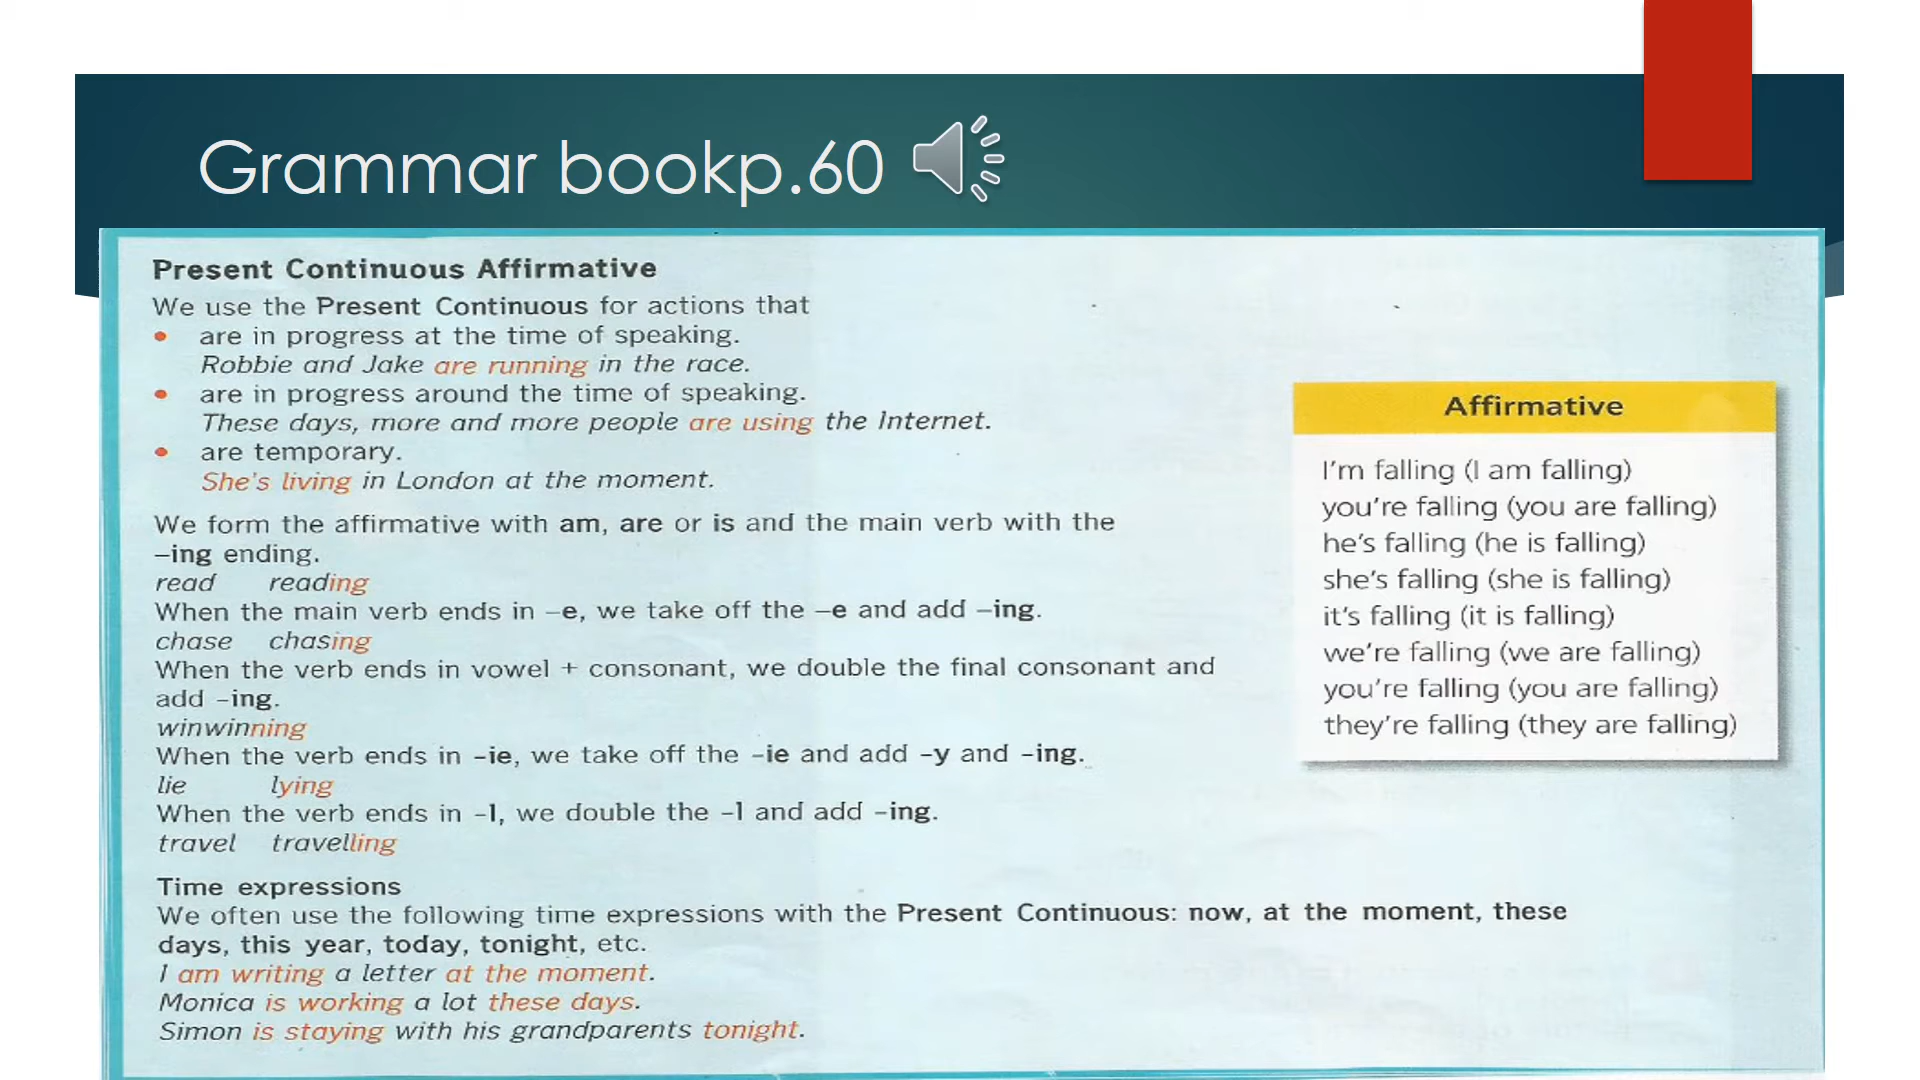 Grammar bookp.60
Present Continuous Affirmative
We use the Present Continuous for actions that
• are in progress at the time of speaking.
Robbie and Jake are running in the race.
• are in progress around the time of speaking.
These days, more and more people are using the Internet.
• are temporary.
She's living in London at the moment.
We form the affirmative with am, are or is and the main verb with the
–ing ending.
read reading
When the main verb ends in –e, we take off the –e and add –ing.
chase chasing
When the verb ends in vowel + consonant, we double the final consonant and
add –ing.
winwinning
When the verb ends in -ie, we take off the -ie and add -y and -ing.
lie lying
When the verb ends in -l, we double the -l and add -ing.
travel travelling
Time expressions
We often use the following time expressions with the Present Continuous: now, at the moment, these
days, this year, today, tonight, etc.
I am writing a letter at the moment.
Monica is working a lot these days.
Simon is staying with his grandparents tonight.
Affirmative
I'm falling (I am falling)
you're falling (you are falling)
he's falling (he is falling)
she's falling (she is falling)
it's falling (it is falling)
we're falling (we are falling)
you're falling (you are falling)
they're falling (they are falling)